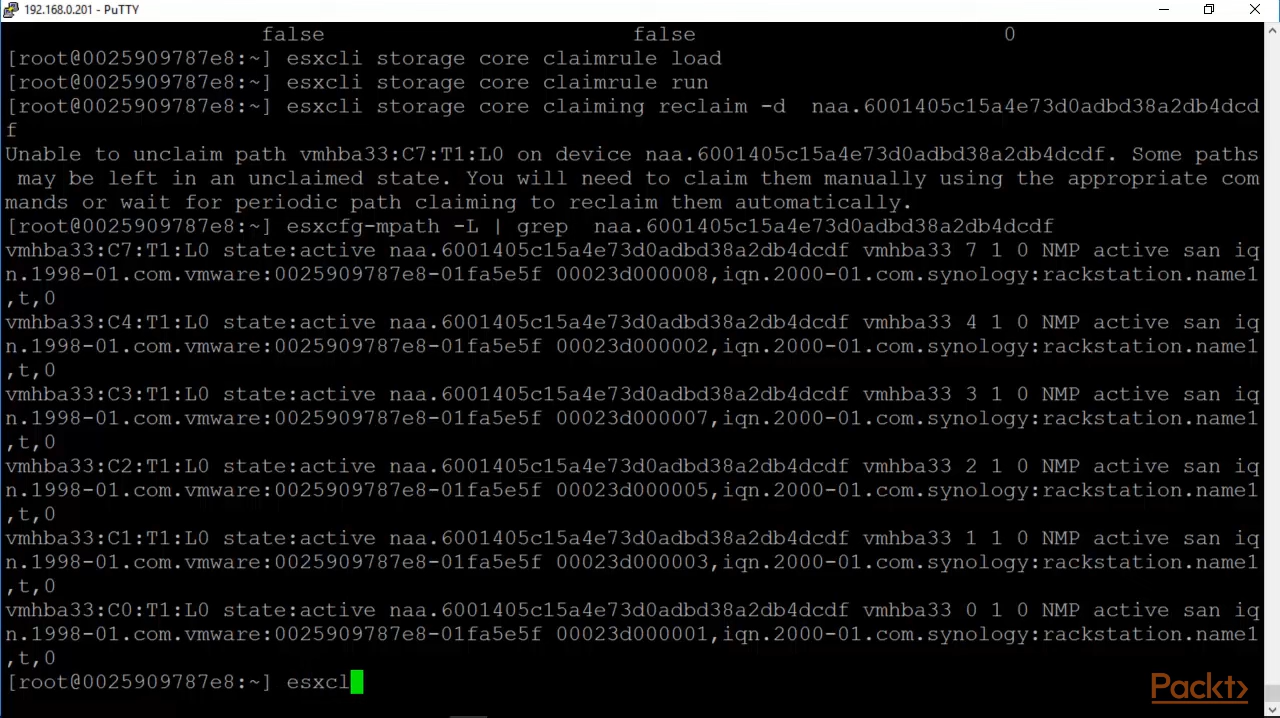 192.168.0.201 - PuTTY
false false 0
[root@0025909787e8:~] esxcli storage core claimrule load
[root@0025909787e8:~] esxcli storage core claimrule run
[root@0025909787e8:~] esxcli storage core claiming reclaim -d  naa.6001405c15a4e73d0adbd38a2db4dcd
f
Unable to unclaim path vmhba33:C7:T1:L0 on device naa.6001405c15a4e73d0adbd38a2db4dcdf. Some paths
 may be left in an unclaimed state. You will need to claim them manually using the appropriate com
mands or wait for periodic path claiming to reclaim them automatically.
[root@0025909787e8:~] esxcfg-mpath -L | grep  naa.6001405c15a4e73d0adbd38a2db4dcdf
vmhba33:C7:T1:L0 state:active naa.6001405c15a4e73d0adbd38a2db4dcdf vmhba33 7 1 0 NMP active san iq
n.1998-01.com.vmware:0025909787e8-01fa5e5f 00023d000008,iqn.2000-01.com.synology:rackstation.name1
,t,0
vmhba33:C4:T1:L0 state:active naa.6001405c15a4e73d0adbd38a2db4dcdf vmhba33 4 1 0 NMP active san iq
n.1998-01.com.vmware:0025909787e8-01fa5e5f 00023d000002,iqn.2000-01.com.synology:rackstation.name1
,t,0
vmhba33:C3:T1:L0 state:active naa.6001405c15a4e73d0adbd38a2db4dcdf vmhba33 3 1 0 NMP active san iq
n.1998-01.com.vmware:0025909787e8-01fa5e5f 00023d000007,iqn.2000-01.com.synology:rackstation.name1
,t,0
vmhba33:C2:T1:L0 state:active naa.6001405c15a4e73d0adbd38a2db4dcdf vmhba33 2 1 0 NMP active san iq
n.1998-01.com.vmware:0025909787e8-01fa5e5f 00023d000005,iqn.2000-01.com.synology:rackstation.name1
,t,0
vmhba33:C1:T1:L0 state:active naa.6001405c15a4e73d0adbd38a2db4dcdf vmhba33 1 1 0 NMP active san iq
n.1998-01.com.vmware:0025909787e8-01fa5e5f 00023d000003,iqn.2000-01.com.synology:rackstation.name1
,t,0
vmhba33:C0:T1:L0 state:active naa.6001405c15a4e73d0adbd38a2db4dcdf vmhba33 0 1 0 NMP active san iq
n.1998-01.com.vmware:0025909787e8-01fa5e5f 00023d000001,iqn.2000-01.com.synology:rackstation.name1
,t,0
[root@0025909787e8:~] esxcl
Packt>